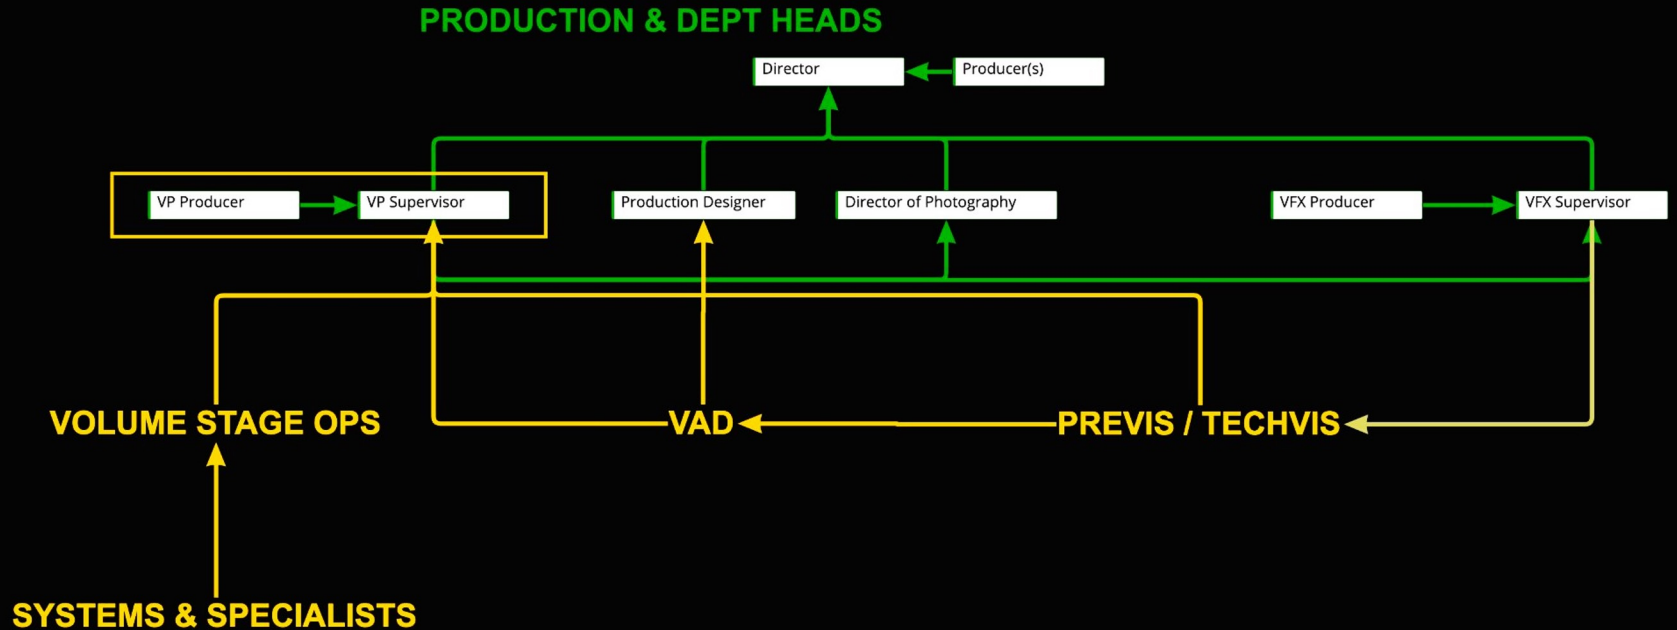 PRODUCTION & DEPT HEADS
Director
Producer(s)
VP Producer
VP Supervisor
Production Designer
Director of Photography
VFX Producer
VFX Supervisor
VOLUME STAGE OPS
VAD
PREVIS / TECHVIS
SYSTEMS & SPECIALISTS